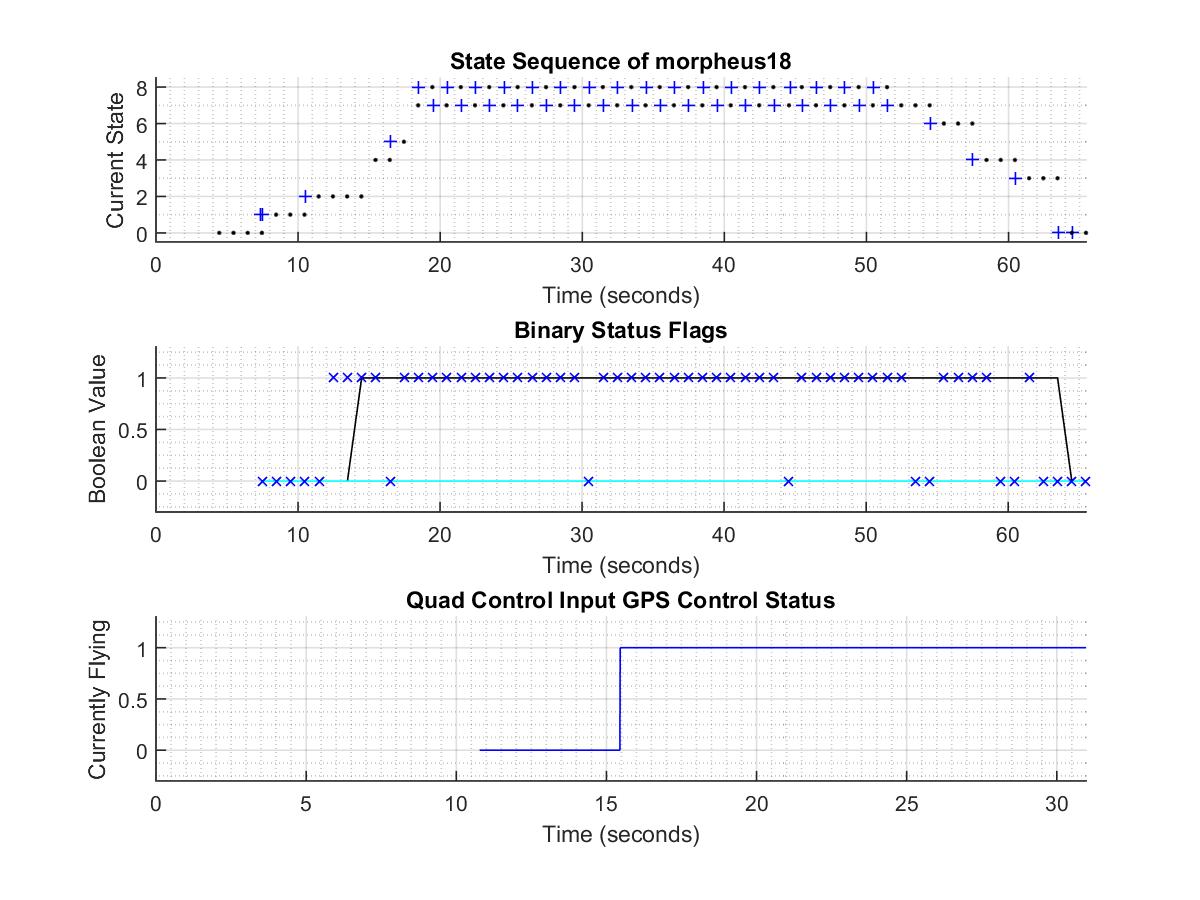 State Sequence of morpheus18
Current State
8
6
4
2
0
0 10 20 30 40 50 60
Time (seconds)
Binary Status Flags
Boolean Value
1
0.5
0
0 10 20 30 40 50 60
Time (seconds)
Quad Control Input GPS Control Status
Currently Flying
1
0.5
0
0 5 10 15 20 25 30
Time (seconds)